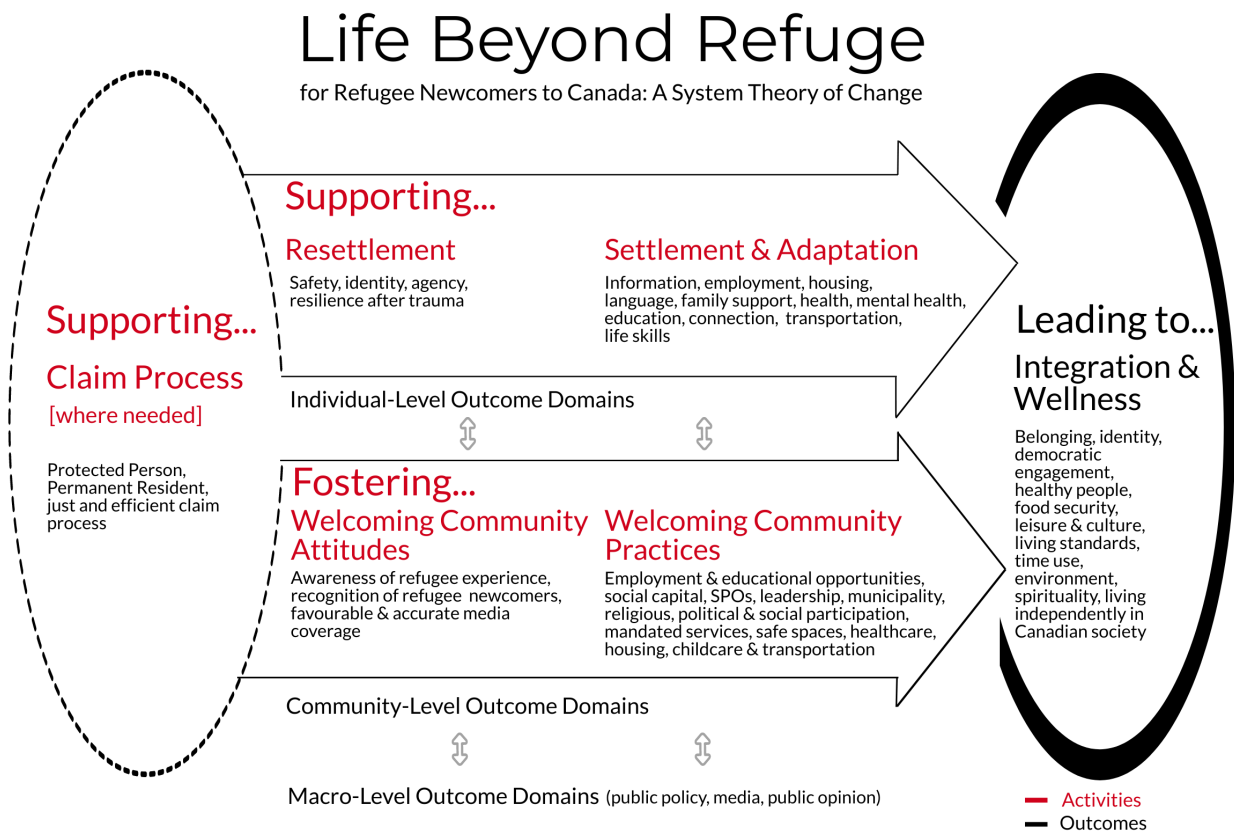 Life Beyond Refuge
for Refugee Newcomers to Canada: A System Theory of Change
Supporting...
Claim Process
[where needed]
Protected Person,
Permanent Resident,
just and efficient claim
process
Supporting...
Resettlement
Safety, identity, agency,
resilience after trauma
Settlement & Adaptation
Information, employment, housing,
language, family support, health, mental health,
education, connection, transportation,
life skills
Individual-Level Outcome Domains
Fostering...
Welcoming Community
Attitudes
Awareness of refugee experience,
recognition of refugee newcomers,
favourable & accurate media
coverage
Welcoming Community
Practices
Employment & educational opportunities,
social capital, SPOs, leadership, municipality,
religious, political & social participation,
mandated services, safe spaces, healthcare,
housing, childcare & transportation
Community-Level Outcome Domains
Macro-Level Outcome Domains (public policy, media, public opinion)
Leading to...
Integration &
Wellness
Belonging, identity,
democratic
engagement,
healthy people,
food security,
leisure & culture,
living standards,
time use,
environment,
spirituality, living
independently in
Canadian society
Activities
Outcomes